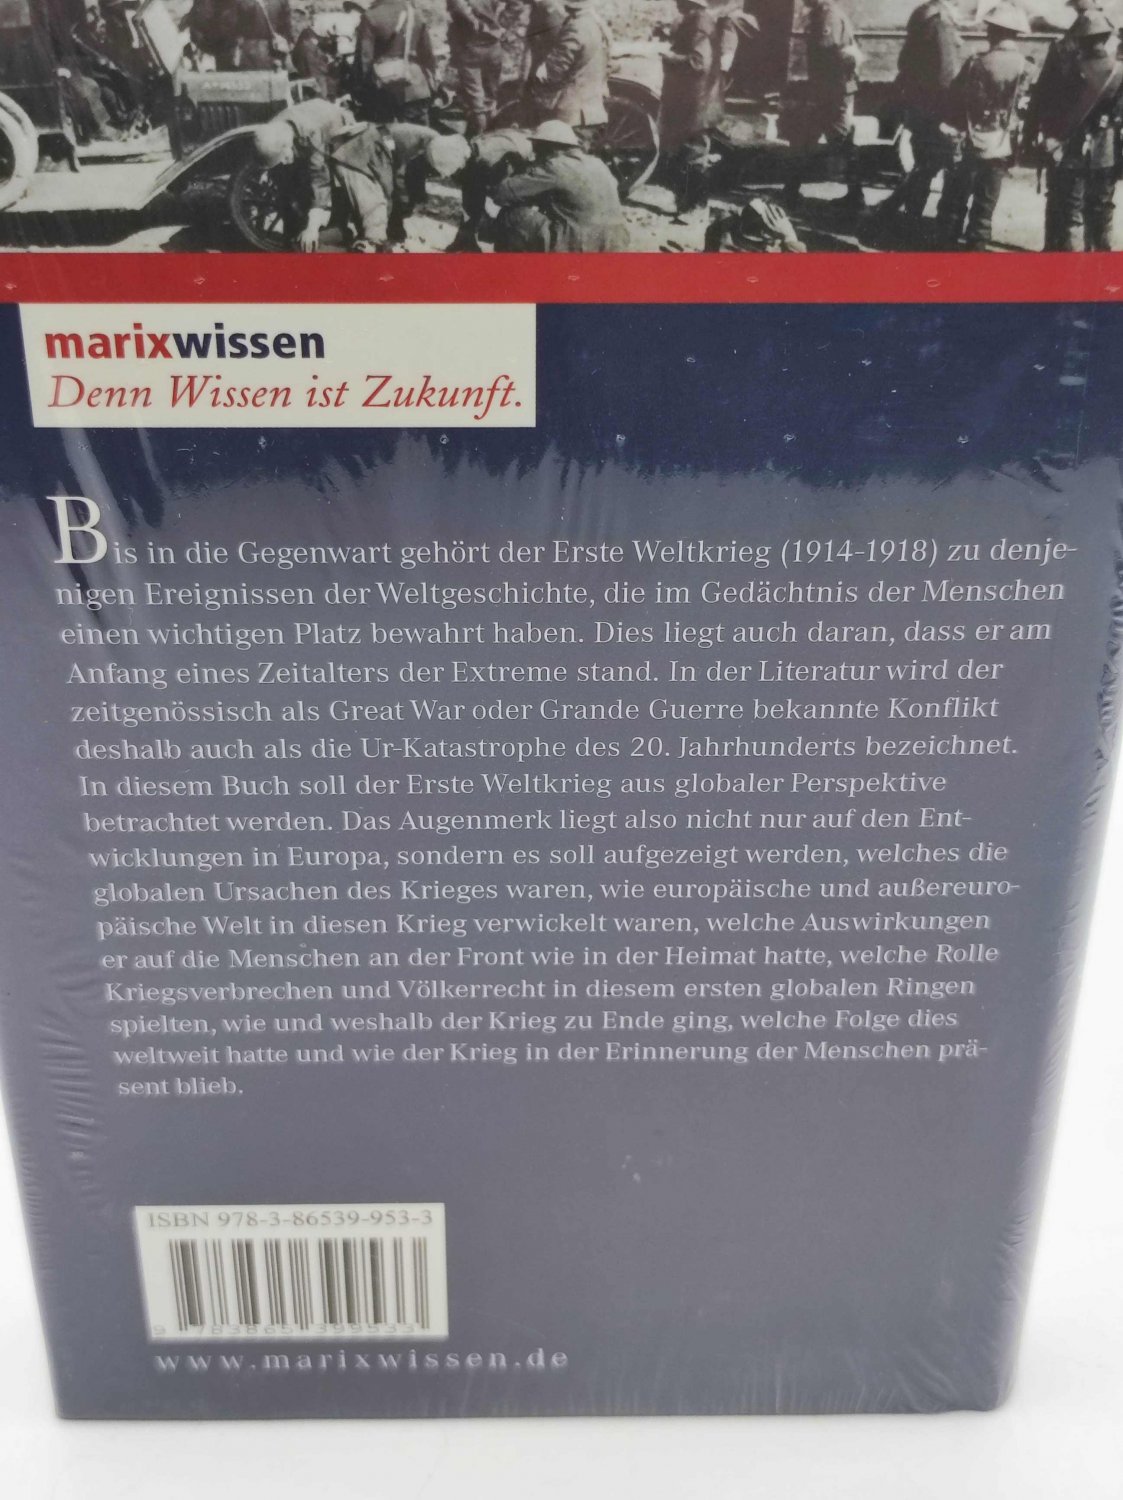 marixwissen
Denn Wissen ist Zukunft.
Bis in die Gegenwart gehört der Erste Weltkrieg (1914-1918) zu denje-
nigen Ereignissen der Weltgeschichte, die im Gedächtnis der Menschen
einen wichtigen Platz bewahrt haben. Dies liegt auch daran, dass er am
Anfang eines Zeitalters der Extreme stand. In der Literatur wird der
zeitgenössisch als Great War oder Grande Guerre bekannte Konflikt
deshalb auch als die Ur-Katastrophe des 20. Jahrhunderts bezeichnet.
In diesem Buch soll der Erste Weltkrieg aus globaler Perspektive
betrachtet werden. Das Augenmerk liegt also nicht nur auf den Ent-
wicklungen in Europa, sondern es soll aufgezeigt werden, welches die
globalen Ursachen des Krieges waren, wie europäische und außereuro-
päische Welt in diesen Krieg verwickelt waren, welche Auswirkungen
er auf die Menschen an der Front wie in der Heimat hatte, welche Rolle
Kriegsverbrechen und Völkerrecht in diesem ersten globalen Ringen
spielten, wie und weshalb der Krieg zu Ende ging, welche Folge dies
weltweit hatte und wie der Krieg in der Erinnerung der Menschen prä-
sent blieb.
ISBN 978-3-86539-953-3
9 783865 399533
www.marixwissen.de